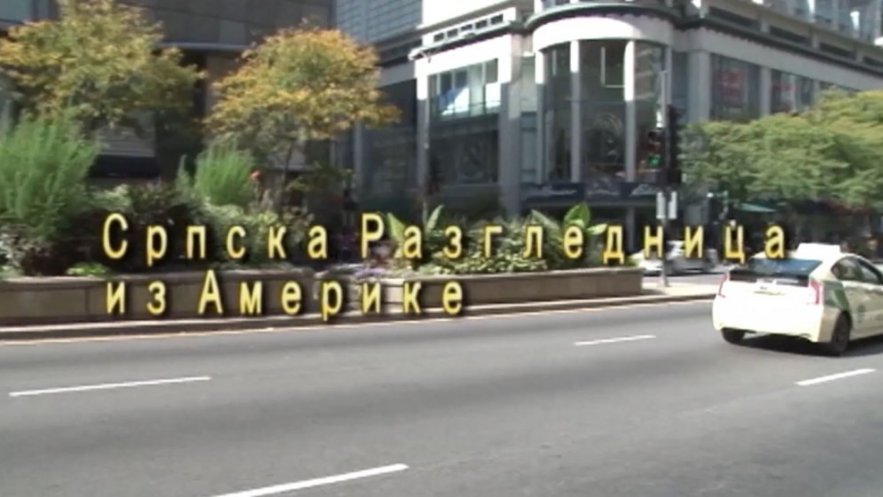 Српска Разгледница
из Америке